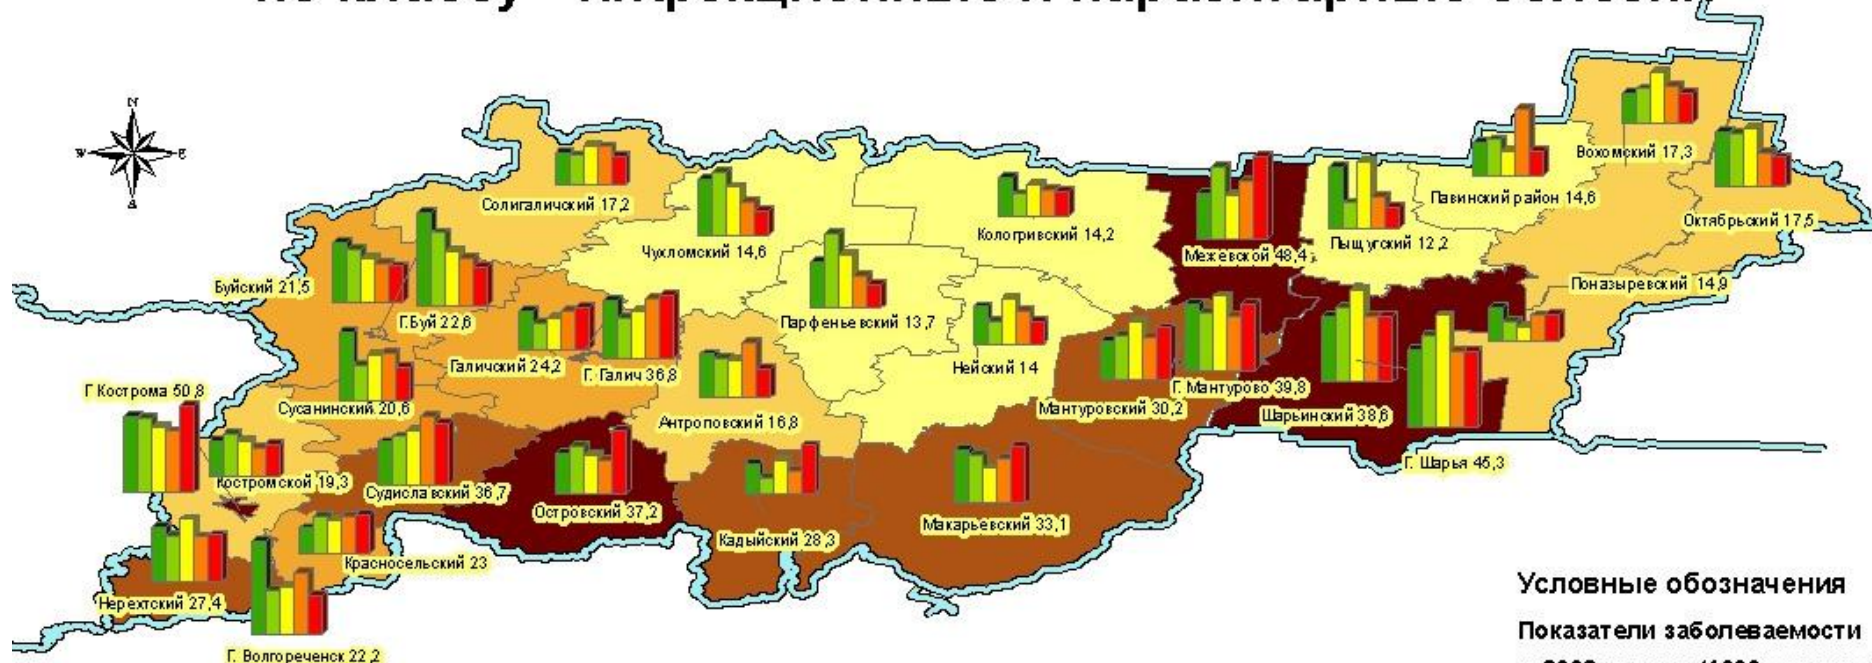 N
W
E
Солигаличский 17,2
Чухломский 14,6
Кологривский 14,2
Межевской 48,4
Пыщугский 12,2
Павинский район 14,6
Вохомский 17,3
Октябрьский 17,5
Буйский 21,5
Г.Буй 22,6
Парфеньевский 13,7
Поназыревский 14,9
Галичский 24,2
Г. Галич 36,8
Нейский 14
Г Кострома 50,8
Сусанинский 20,6
Антроповский 16,8
Мантуровский 30,2
Г. Мантурово 39,8
Шарьинский 38,6
Г. Шарья 45,3
Костромской 19,3
Судиславский 36,7
Островский 37,2
Кадыйский 28,3
Макарьевский 33,1
Красносельский 23
Нерехтский 27,4
Г. Волгореченск 22,2
Условные обозначения
Показатели заболеваемости